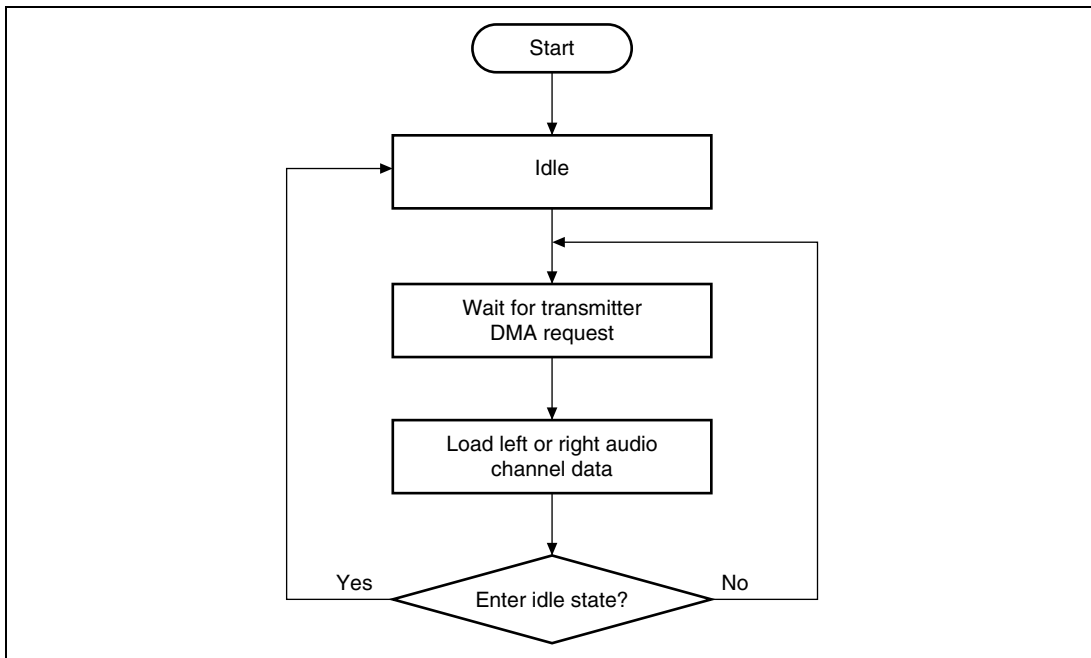 Start
Idle
Wait for transmitter
DMA request
Load left or right audio
channel data
Yes
Enter idle state?
No